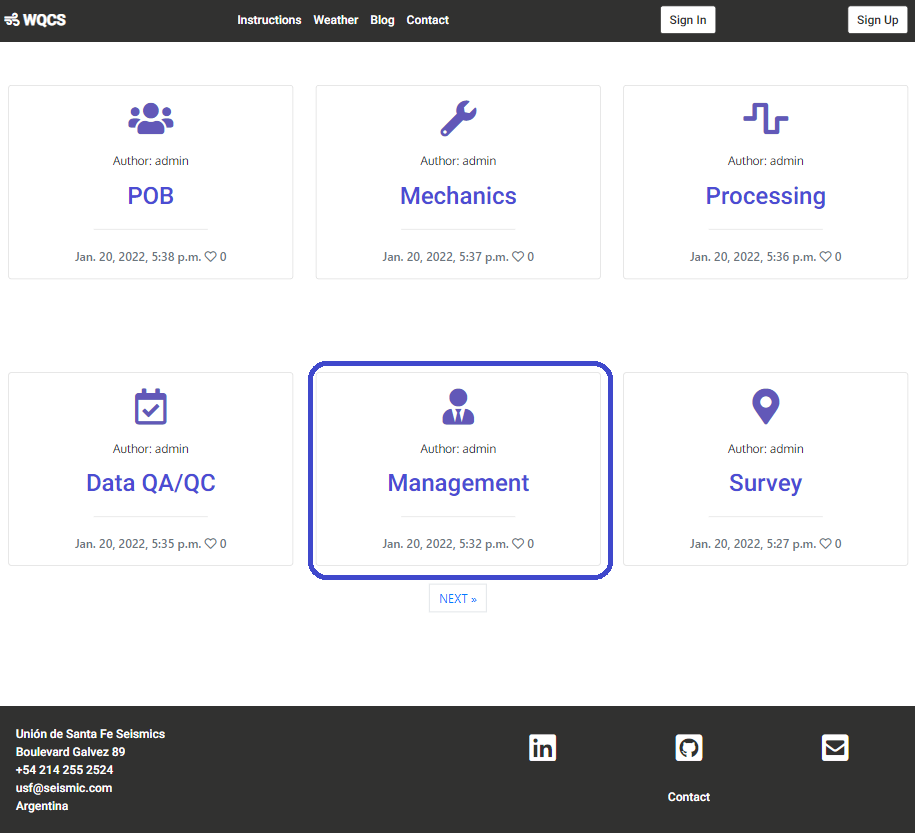 WQCS
Instructions Weather Blog Contact
Sign In
Sign Up
Author: admin
POB
Jan. 20, 2022, 5:38 p.m. 0
Author: admin
Mechanics
Jan. 20, 2022, 5:37 p.m. 0
Author: admin
Processing
Jan. 20, 2022, 5:36 p.m. 0
Author: admin
Data QA/QC
Jan. 20, 2022, 5:35 p.m. 0
Author: admin
Management
Jan. 20, 2022, 5:32 p.m. 0
Author: admin
Survey
Jan. 20, 2022, 5:27 p.m. 0
NEXT »
Unión de Santa Fe Seismics
Boulevard Galvez 89
+54 214 255 2524
usf@seismic.com
Argentina
in
Contact